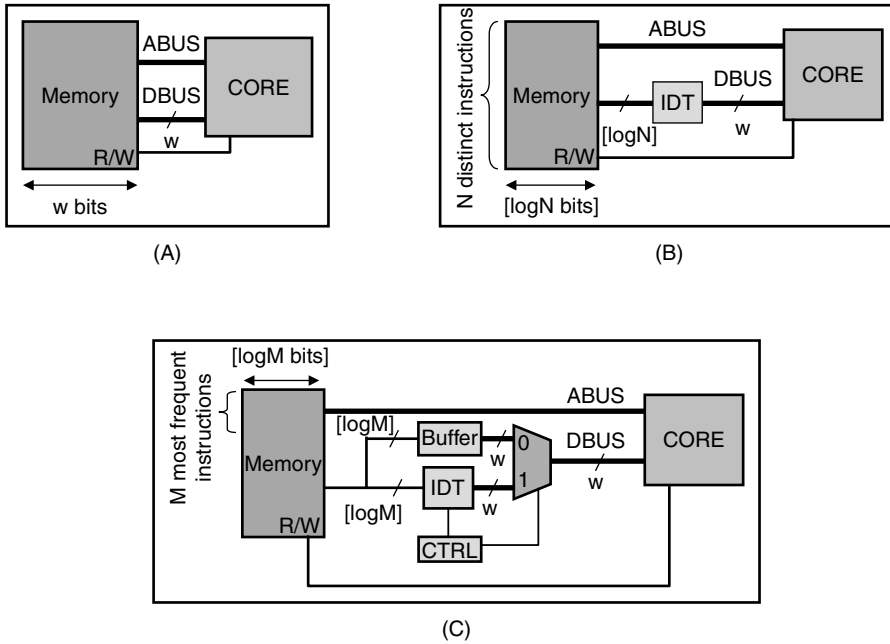 ABUS
Memory
DBUS
CORE
w
R/W
w bits
(A)
N distinct instructions
ABUS
Memory
DBUS
CORE
IDT
[logN]
w
R/W
[logN bits]
(B)
[logM bits]
M most frequent
instructions
ABUS
[logM]
Buffer
0
DBUS
CORE
w
Memory
1
IDT
w
[logM]
w
R/W
CTRL
(C)